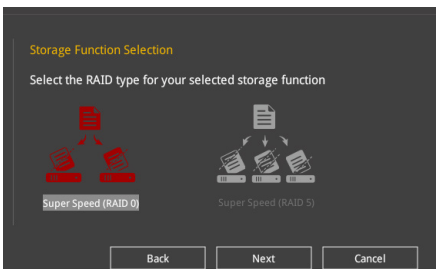 Storage Function Selection
Select the RAID type for your selected storage function
Super Speed (RAID 0)
Super Speed (RAID 5)
Back
Next
Cancel